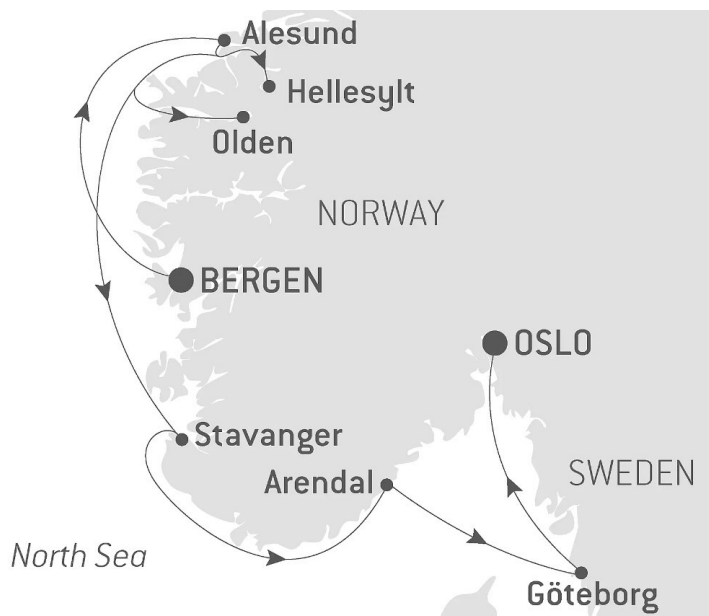 Alesund
Hellesylt
Olden
NORWAY
BERGEN
OSLO
Stavanger
SWEDEN
Arendal
North Sea
Göteborg